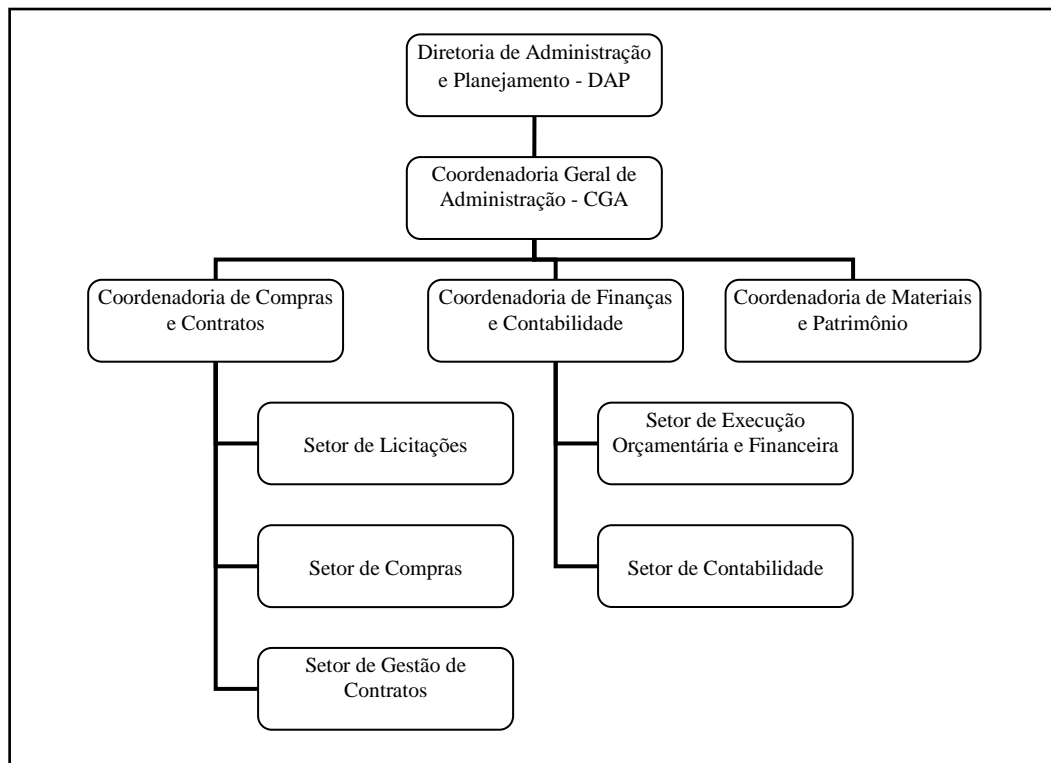 Diretoria de Administração
e Planejamento - DAP
Coordenadoria Geral de
Administração - CGA
Coordenadoria de Compras
e Contratos
Coordenadoria de Finanças
e Contabilidade
Coordenadoria de Materiais
e Patrimônio
Setor de Licitações
Setor de Execução
Orçamentária e Financeira
Setor de Compras
Setor de Contabilidade
Setor de Gestão de
Contratos